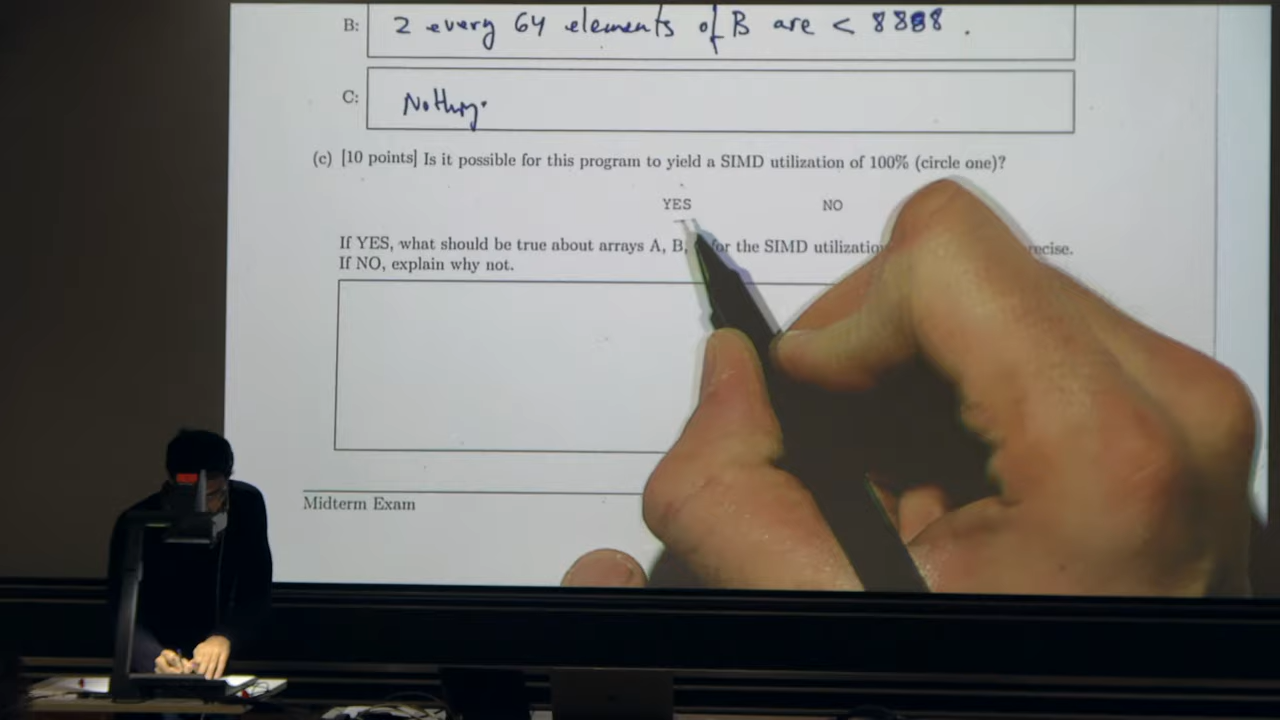 B: 2 every 64 elements of B are < 8888 .
C: Nothing.
(c) [10 points] Is it possible for this program to yield a SIMD utilization of 100% (circle one)?
YES NO
If YES, what should be true about arrays A, B, for the SIMD
If NO, explain why not.
Midterm Exam